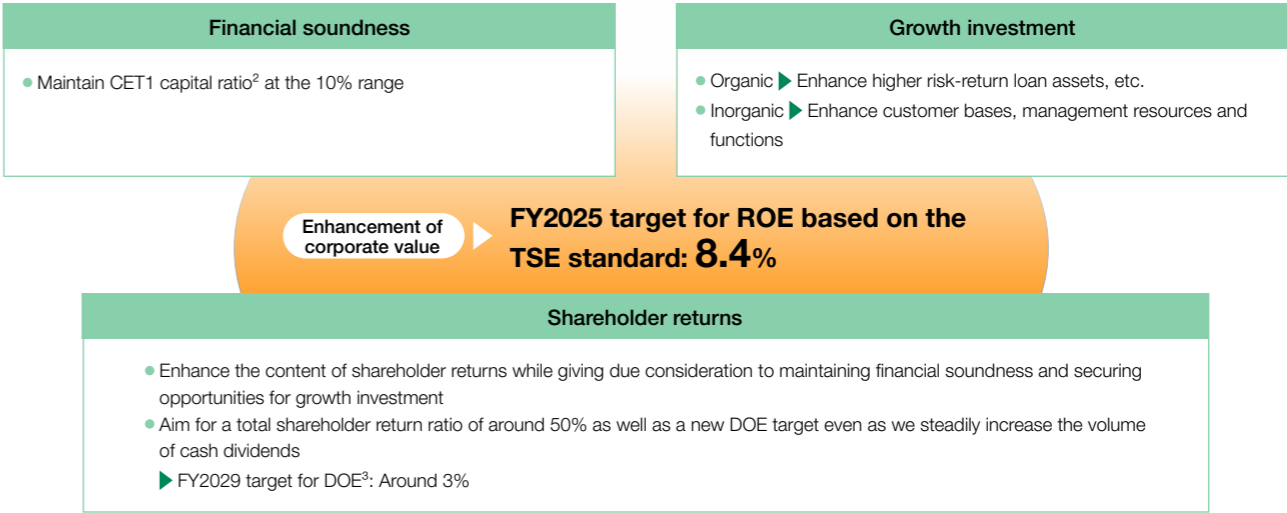 Financial soundness
● Maintain CET1 capital ratio² at the 10% range
Growth investment
● Organic ▶ Enhance higher risk-return loan assets, etc.
● Inorganic ▶ Enhance customer bases, management resources and
functions
Enhancement of
corporate value
FY2025 target for ROE based on the
TSE standard: 8.4%
Shareholder returns
● Enhance the content of shareholder returns while giving due consideration to maintaining financial soundness and securing
opportunities for growth investment
● Aim for a total shareholder return ratio of around 50% as well as a new DOE target even as we steadily increase the volume
of cash dividends
▶ FY2029 target for DOE³: Around 3%